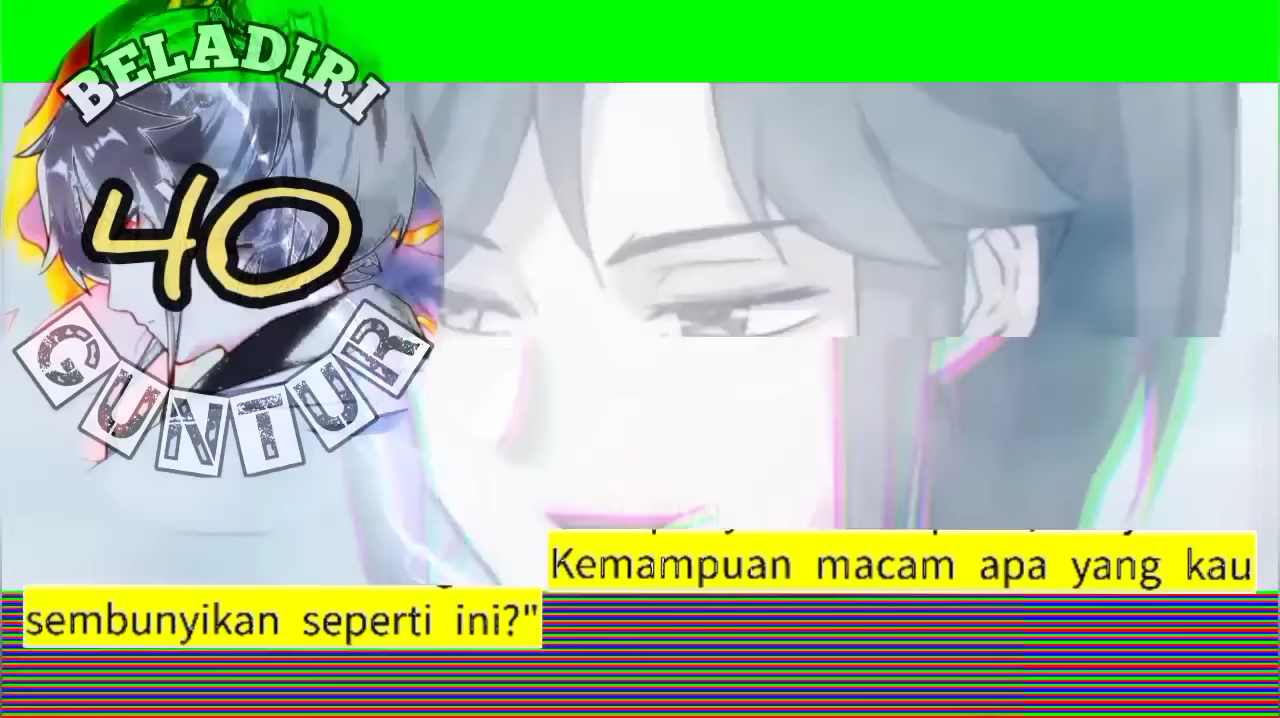 BELADIRI
40
GUNTUR
Kemampuan macam apa yang kau
sembunyikan seperti ini?"